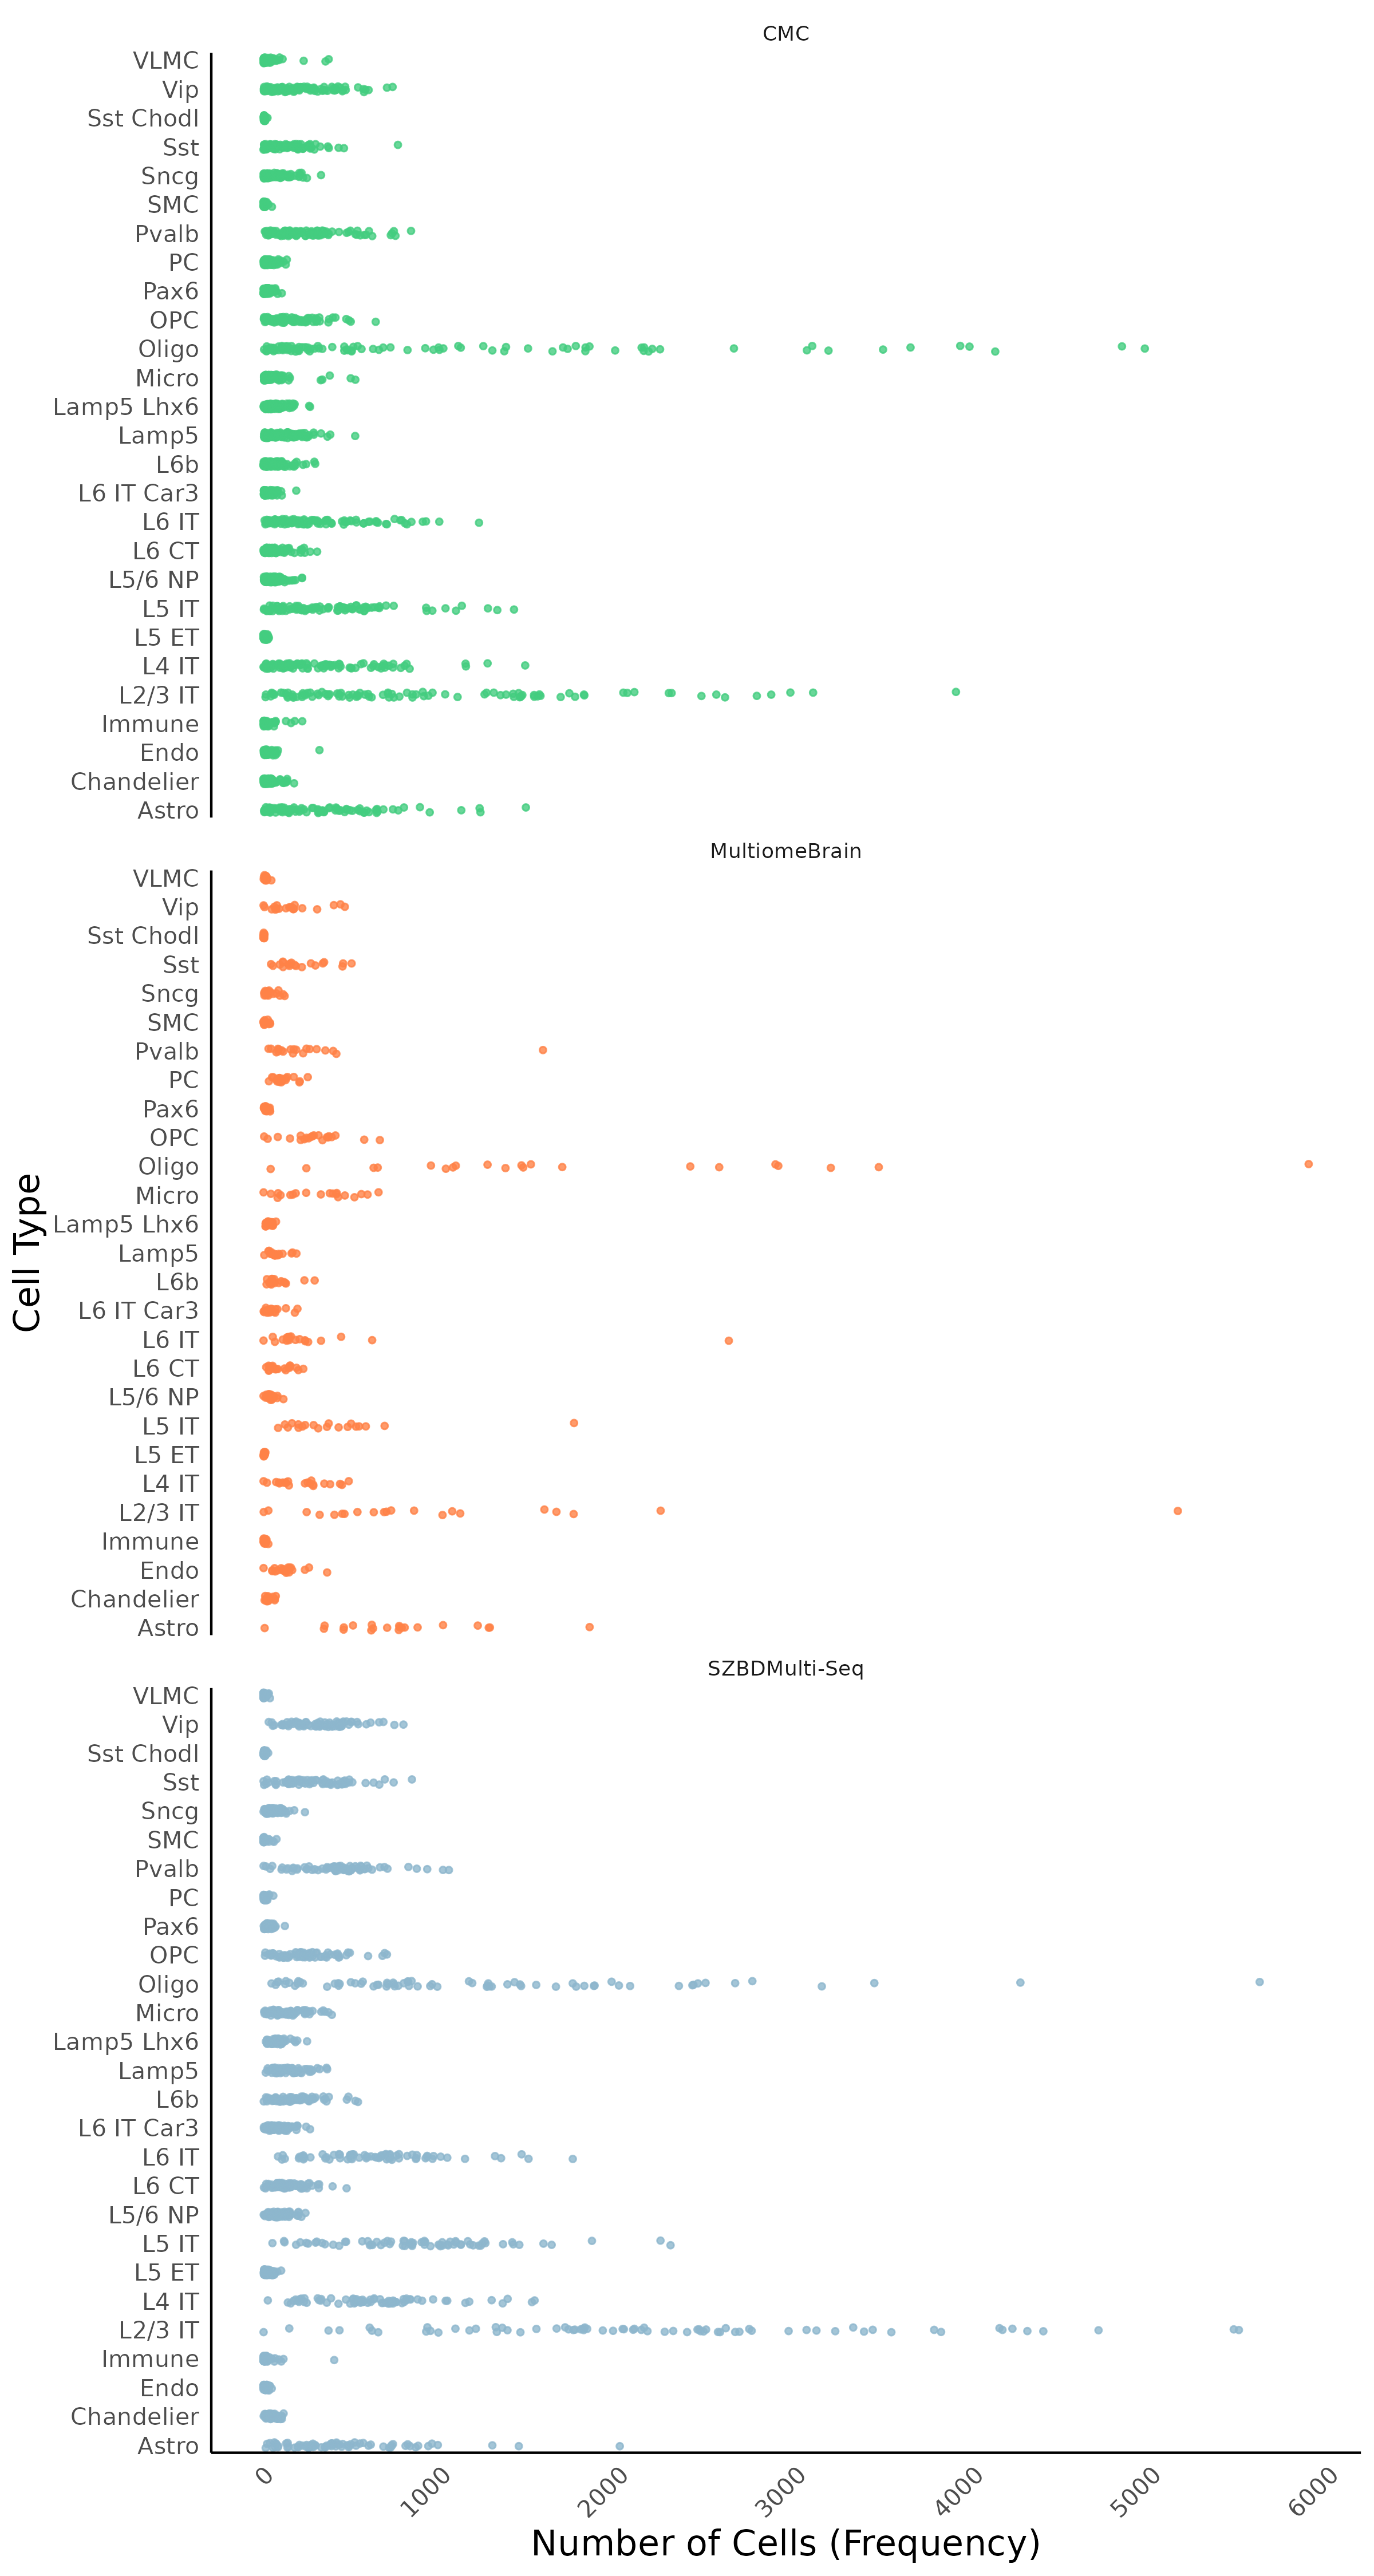 CMC
VLMC
Vip
Sst Chodl
Sst
Sncg
SMC
Pvalb
PC
Pax6
OPC
Oligo
Micro
Lamp5 Lhx6
Lamp5
L6b
L6 IT Car3
L6 IT
L6 CT
L5/6 NP
L5 IT
L5 ET
L4 IT
L2/3 IT
Immune
Endo
Chandelier
Astro
MultiomeBrain
VLMC
Vip
Sst Chodl
Sst
Sncg
SMC
Pvalb
PC
Pax6
OPC
Oligo
Micro
Lamp5 Lhx6
Lamp5
L6b
L6 IT Car3
L6 IT
L6 CT
L5/6 NP
L5 IT
L5 ET
L4 IT
L2/3 IT
Immune
Endo
Chandelier
Astro
Cell Type
SZBDMulti-Seq
VLMC
Vip
Sst Chodl
Sst
Sncg
SMC
Pvalb
PC
Pax6
OPC
Oligo
Micro
Lamp5 Lhx6
Lamp5
L6b
L6 IT Car3
L6 IT
L6 CT
L5/6 NP
L5 IT
L5 ET
L4 IT
L2/3 IT
Immune
Endo
Chandelier
Astro
0 1000 2000 3000 4000 5000 6000
Number of Cells (Frequency)